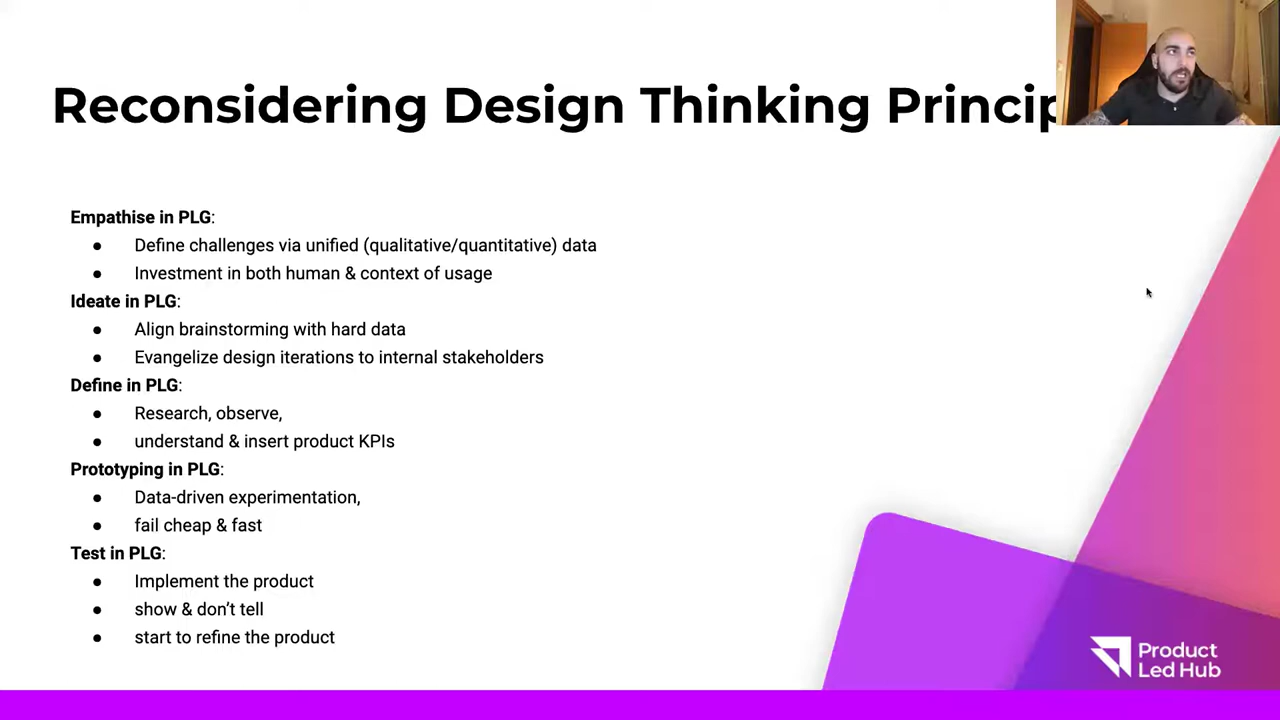 Reconsidering Design Thinking
Empathise in PLG:
● Define challenges via unified (qualitative/quantitative) data
● Investment in both human & context of usage
Ideate in PLG:
● Align brainstorming with hard data
● Evangelize design iterations to internal stakeholders
Define in PLG:
● Research, observe,
● understand & insert product KPIs
Prototyping in PLG:
● Data-driven experimentation,
● fail cheap & fast
Test in PLG:
● Implement the product
● show & don’t tell
● start to refine the product
Product
Led Hub